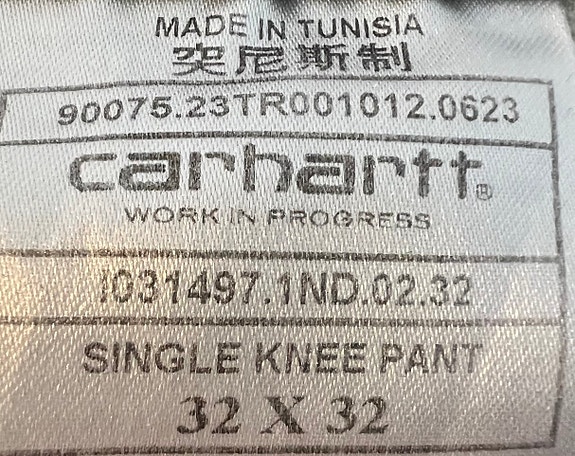 MADE IN TUNISIA
突尼斯制
90075.23TR001012.0623
carhartt®
WORK IN PROGRESS
I031497.1ND.02.32
SINGLE KNEE PANT
32 X 32